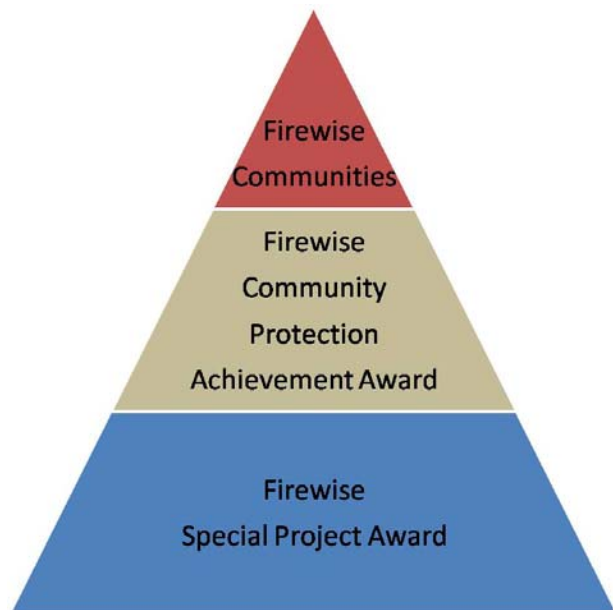 Firewise
Communities
Firewise
Community
Protection
Achievement Award
Firewise
Special Project Award